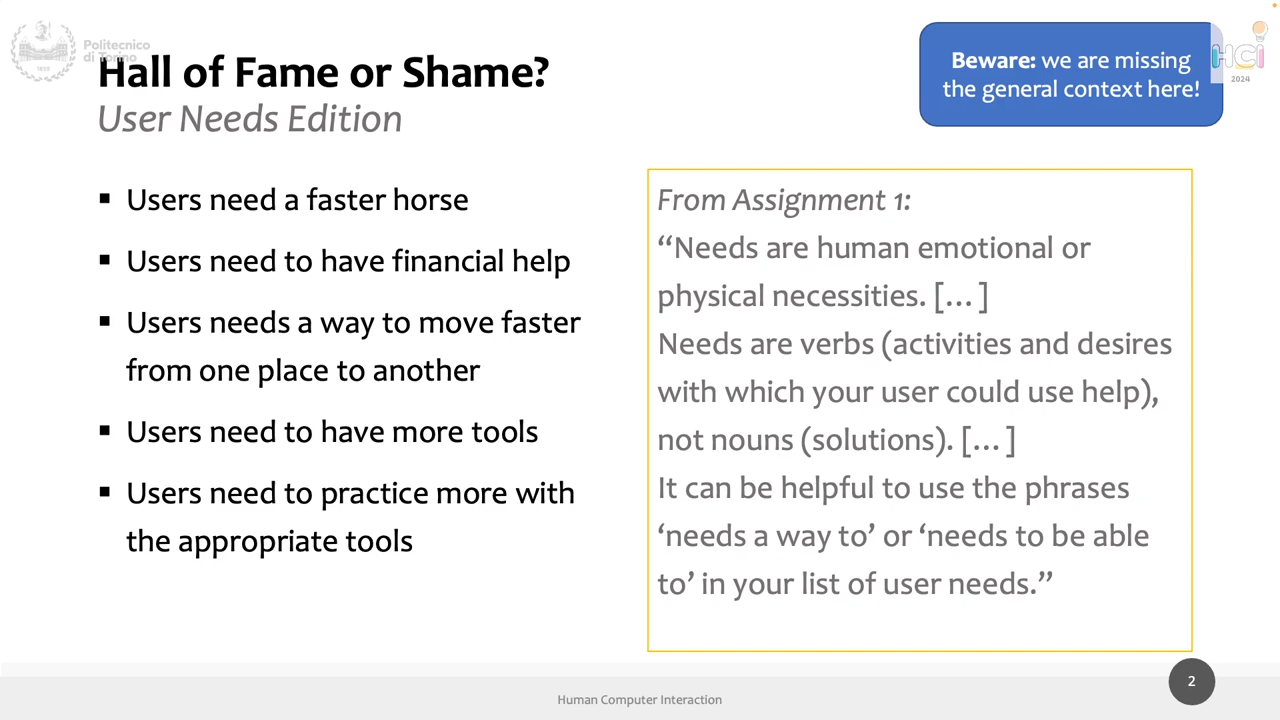 Politecnico
di Torino
1859
Hall of Fame or Shame?
User Needs Edition
Beware: we are missing
the general context here!
HCI
2024
▪ Users need a faster horse
▪ Users need to have financial help
▪ Users needs a way to move faster
from one place to another
▪ Users need to have more tools
▪ Users need to practice more with
the appropriate tools
From Assignment 1:
“Needs are human emotional or
physical necessities. […]
Needs are verbs (activities and desires
with which your user could use help),
not nouns (solutions). […]
It can be helpful to use the phrases
‘needs a way to’ or ‘needs to be able
to’ in your list of user needs.”
Human Computer Interaction
2